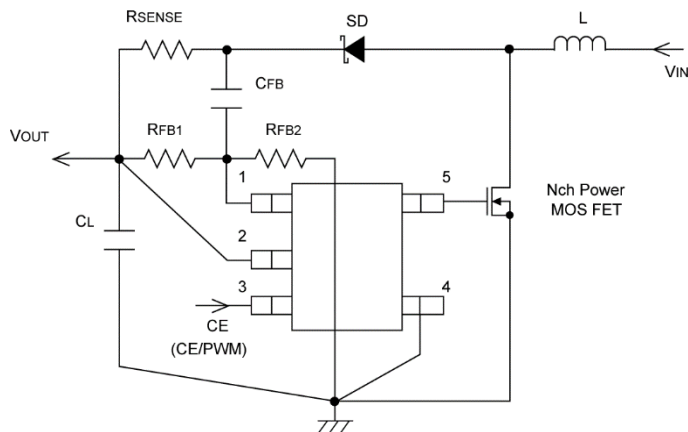 RSENSE
SD
L
VIN
CFB
VOUT
RFB1
RFB2
1
5
Nch Power
MOS FET
CL
2
3
4
CE
(CE/PWM)